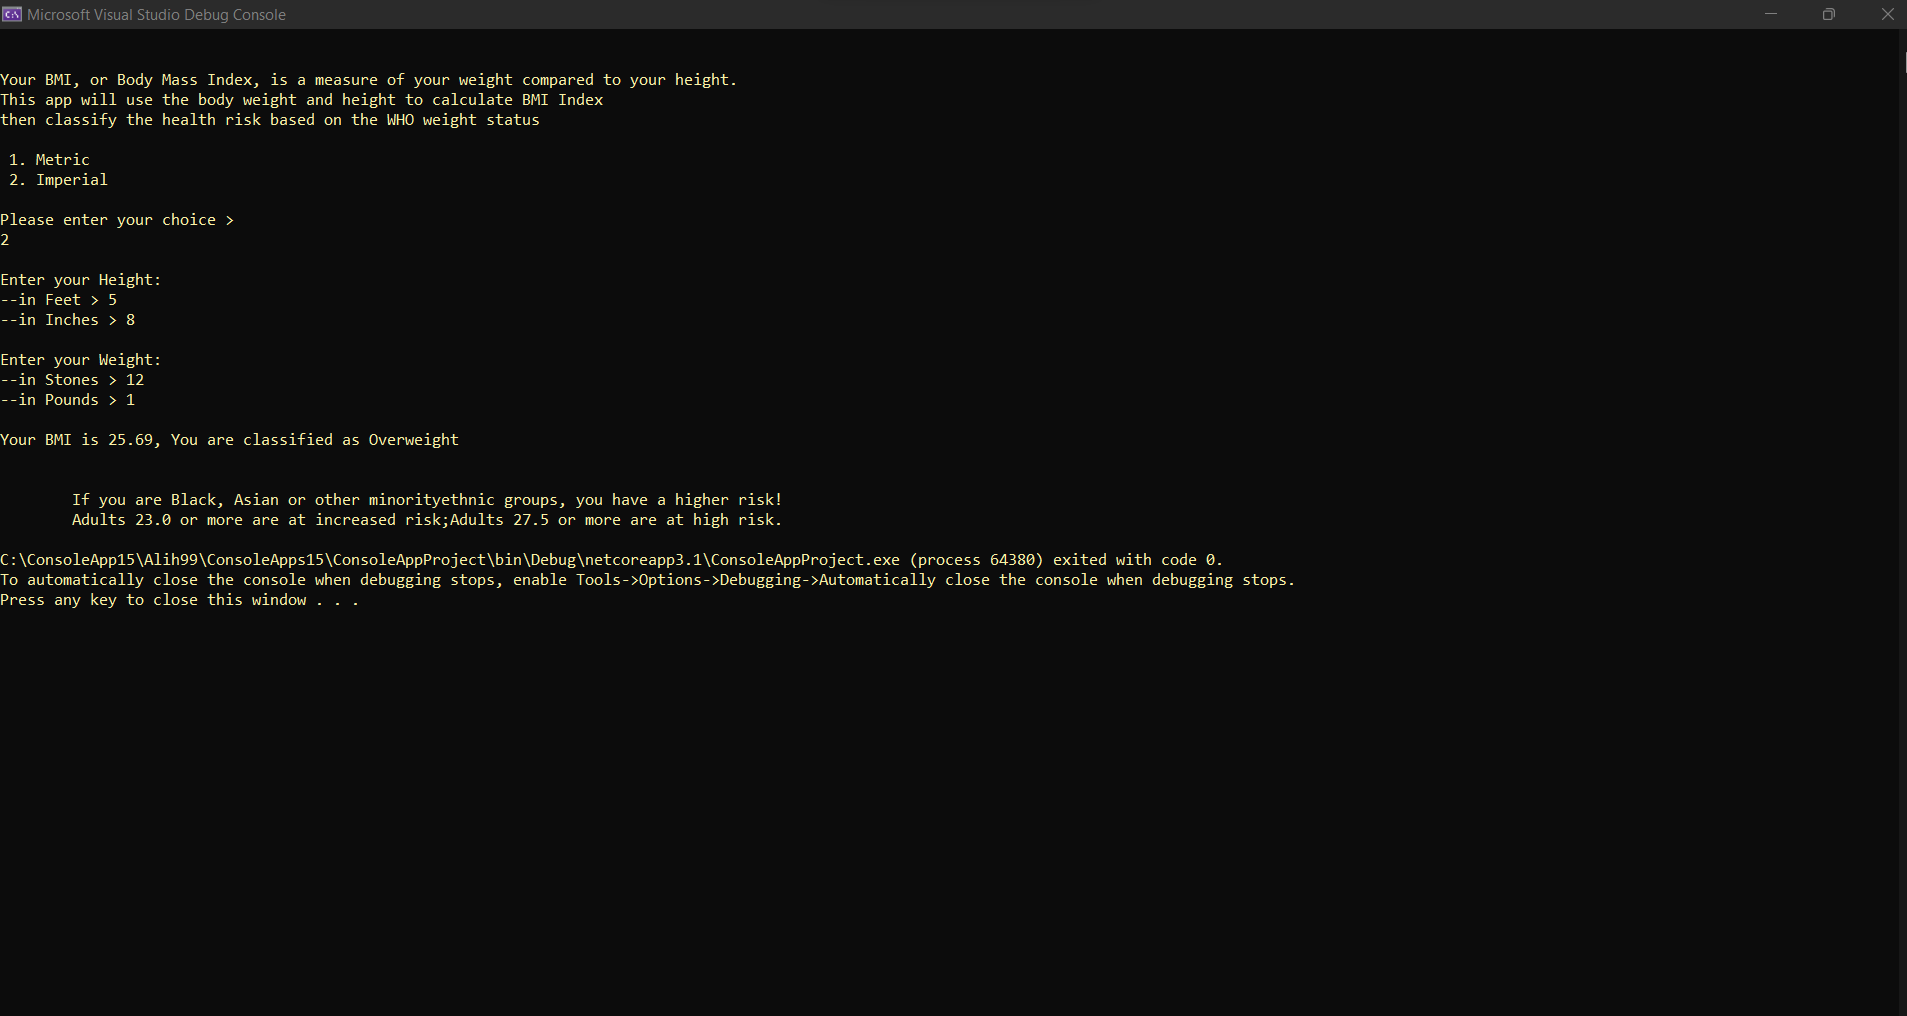 Microsoft Visual Studio Debug Console
Your BMI, or Body Mass Index, is a measure of your weight compared to your height.
This app will use the body weight and height to calculate BMI Index
then classify the health risk based on the WHO weight status
1. Metric
2. Imperial
Please enter your choice >
2
Enter your Height:
--in Feet > 5
--in Inches > 8
Enter your Weight:
--in Stones > 12
--in Pounds > 1
Your BMI is 25.69, You are classified as Overweight
If you are Black, Asian or other minorityethnic groups, you have a higher risk!
Adults 23.0 or more are at increased risk;Adults 27.5 or more are at high risk.
C:\ConsoleApp15\Alih99\ConsoleApps15\ConsoleAppProject\bin\Debug\netcoreapp3.1\ConsoleAppProject.exe (process 64380) exited with code 0.
To automatically close the console when debugging stops, enable Tools->Options->Debugging->Automatically close the console when debugging stops.
Press any key to close this window . . .